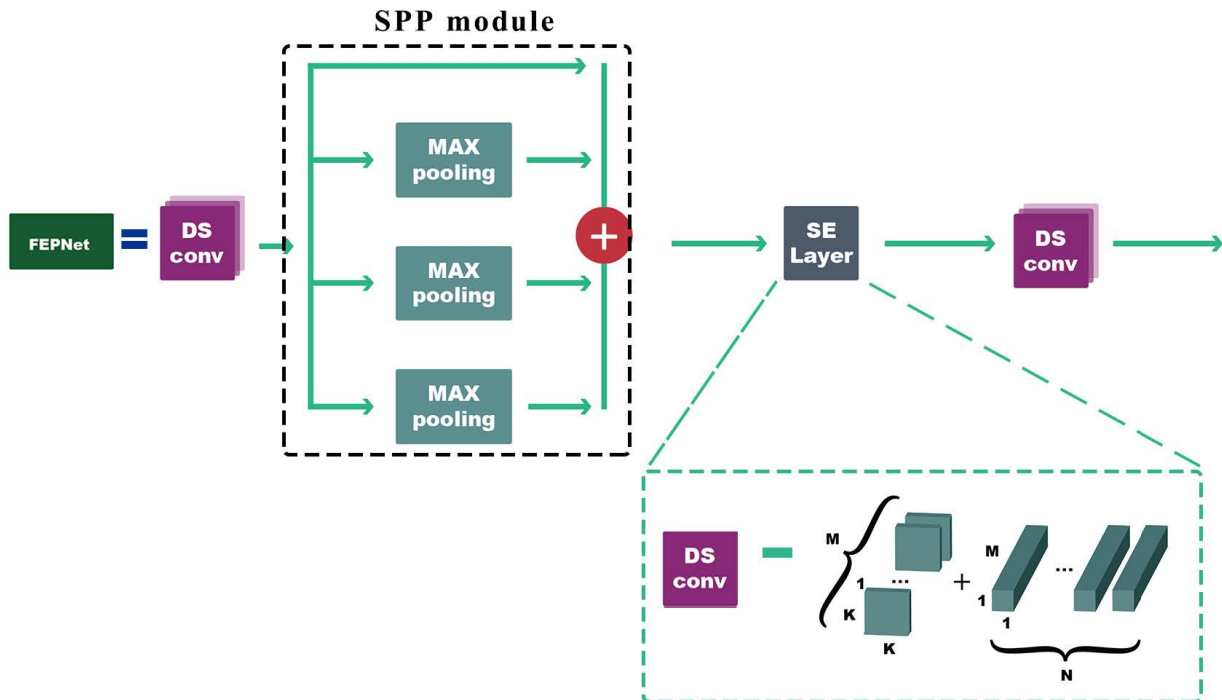 SPP module
MAX
pooling
FEPNet
=
DS
conv
MAX
pooling
+
SE
Layer
DS
conv
MAX
pooling
DS
conv
M
1
...
K
K
+
M
1
1
...
N